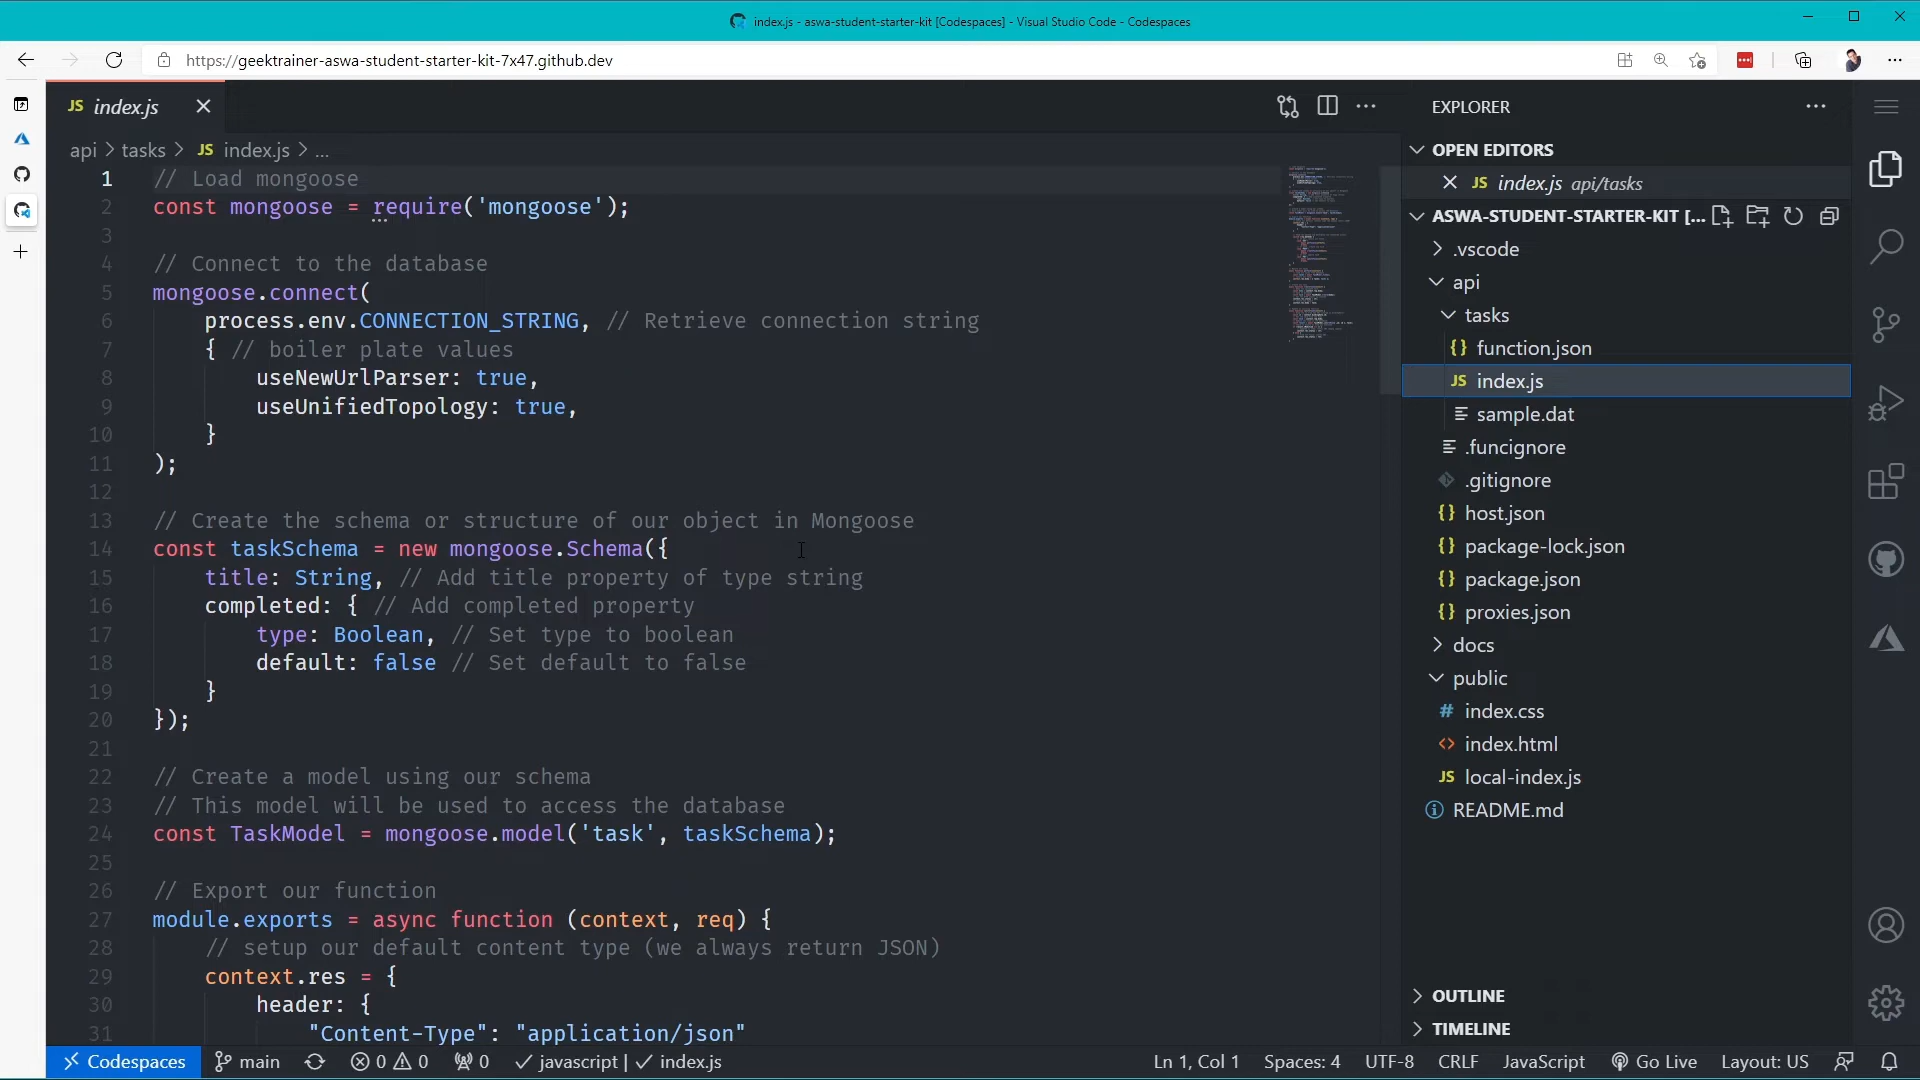 index.js - aswa-student-starter-kit [Codespaces] - Visual Studio Code - Codespaces
https://geektrainer-aswa-student-starter-kit-7x47.github.dev
JS index.js
api > tasks > JS index.js > ...
1 // Load mongoose
2 const mongoose = require('mongoose');
3
4 // Connect to the database
5 mongoose.connect(
6 process.env.CONNECTION_STRING, // Retrieve connection string
7 { // boiler plate values
8 useNewUrlParser: true,
9 useUnifiedTopology: true,
10 }
11 );
12
13 // Create the schema or structure of our object in Mongoose
14 const taskSchema = new mongoose.Schema({
15 title: String, // Add title property of type string
16 completed: { // Add completed property
17 type: Boolean, // Set type to boolean
18 default: false // Set default to false
19 }
20 });
21
22 // Create a model using our schema
23 // This model will be used to access the database
24 const TaskModel = mongoose.model('task', taskSchema);
25
26 // Export our function
27 module.exports = async function (context, req) {
28 // setup our default content type (we always return JSON)
29 context.res = {
30 header: {
31 "Content-Type": "application/json"
EXPLORER
OPEN EDITORS
JS index.js api/tasks
ASWA-STUDENT-STARTER-KIT [...
.vscode
api
tasks
{} function.json
JS index.js
sample.dat
.funcignore
.gitignore
{} host.json
{} package-lock.json
{} package.json
{} proxies.json
docs
public
# index.css
<> index.html
JS local-index.js
README.md
OUTLINE
TIMELINE
Codespaces main 0 0 0 javascript | index.js Ln 1, Col 1 Spaces: 4 UTF-8 CRLF JavaScript Go Live Layout: US